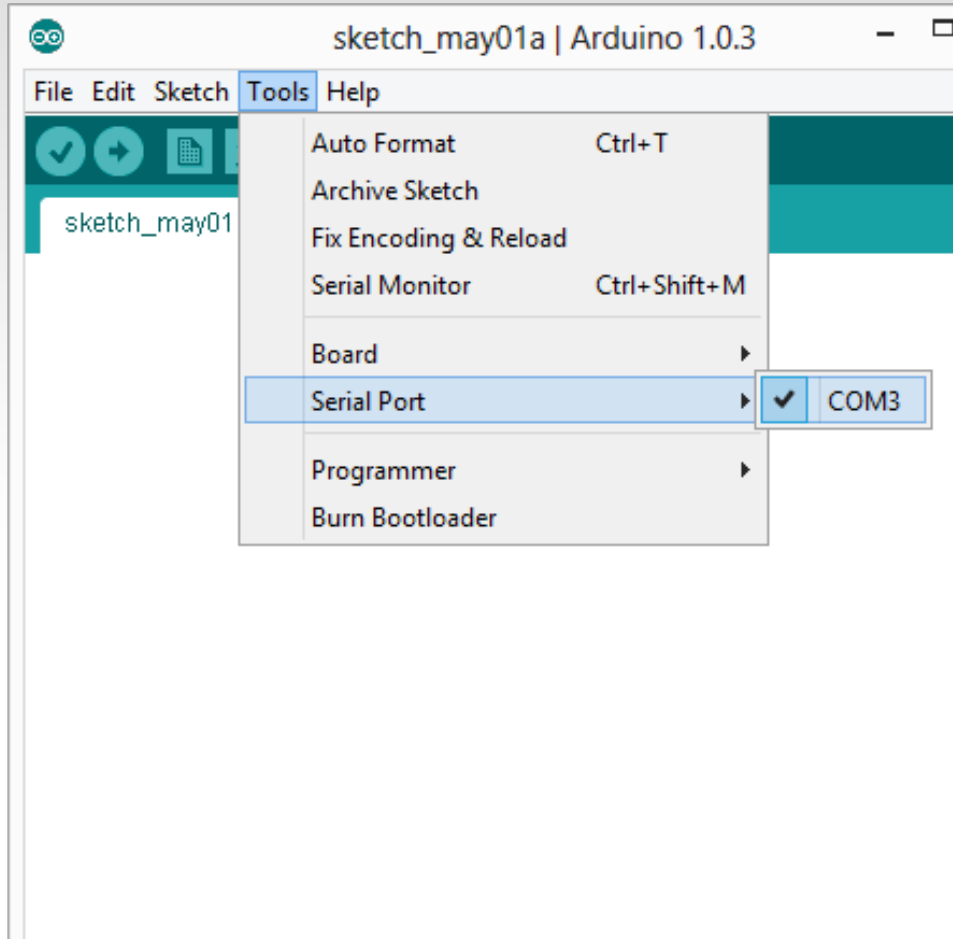 sketch_may01a | Arduino 1.0.3
File Edit Sketch Tools Help
Auto Format Ctrl+T
sketch_may01
Archive Sketch
Fix Encoding & Reload
Serial Monitor Ctrl+Shift+M
Board
Serial Port
COM3
Programmer
Burn Bootloader